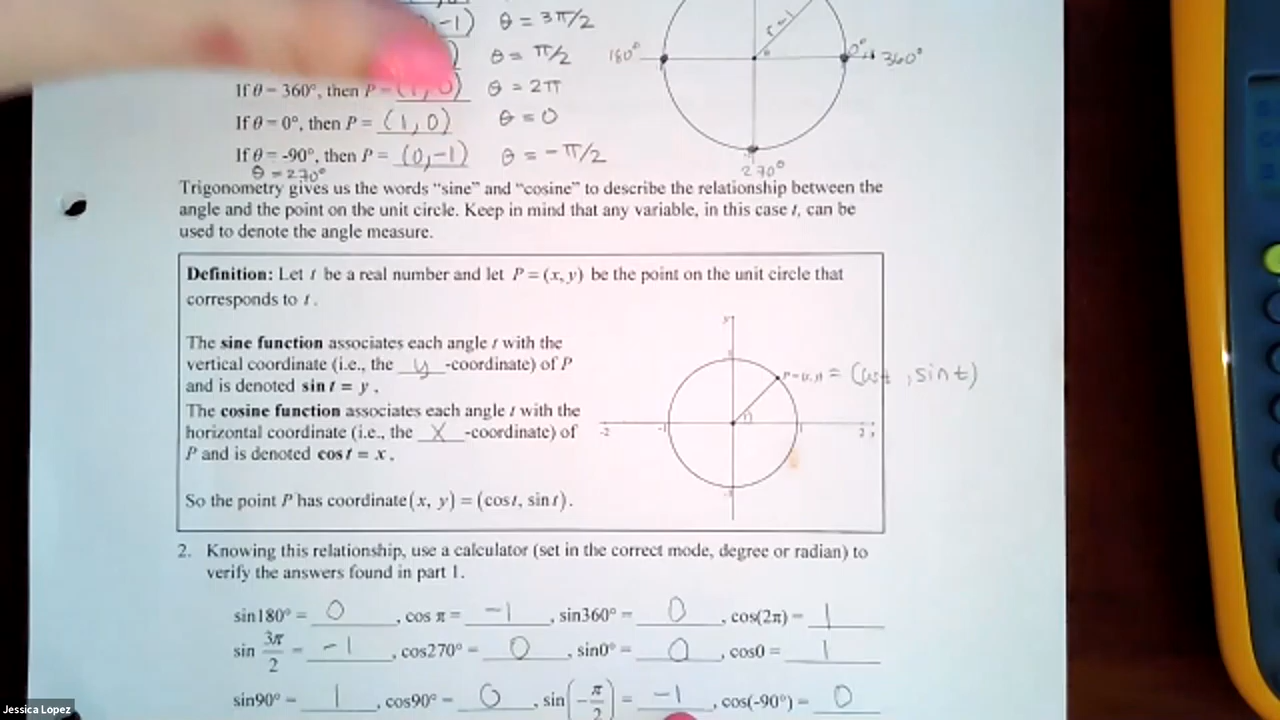 -1) θ = 3π/2
) θ = π/2
If θ = 360°, then P = (1, 0) θ = 2π
If θ = 0°, then P = (1, 0) θ = 0
If θ = -90°, then P = (0, -1) θ = -π/2
θ = 270°
r=1
180° 0° 360°
270°
Trigonometry gives us the words "sine" and "cosine" to describe the relationship between the
angle and the point on the unit circle. Keep in mind that any variable, in this case t, can be
used to denote the angle measure.
Definition: Let t be a real number and let P = (x, y) be the point on the unit circle that
corresponds to t.
The sine function associates each angle t with the
vertical coordinate (i.e., the y -coordinate) of P
and is denoted sin t = y.
The cosine function associates each angle t with the
horizontal coordinate (i.e., the x -coordinate) of
P and is denoted cos t = x.
So the point P has coordinate (x, y) = (cos t, sin t).
y
P=(x,y) = (cost, sin t)
-2 -1 1 2 x
-1
2. Knowing this relationship, use a calculator (set in the correct mode, degree or radian) to
verify the answers found in part 1.
sin180° = 0, cos π = -1, sin360° = 0, cos(2π) = 1
sin 3π/2 = -1, cos270° = 0, sin0° = 0, cos0 = 1
sin90° = 1, cos90° = 0, sin(-π/2) = -1, cos(-90°) = 0
Jessica Lopez